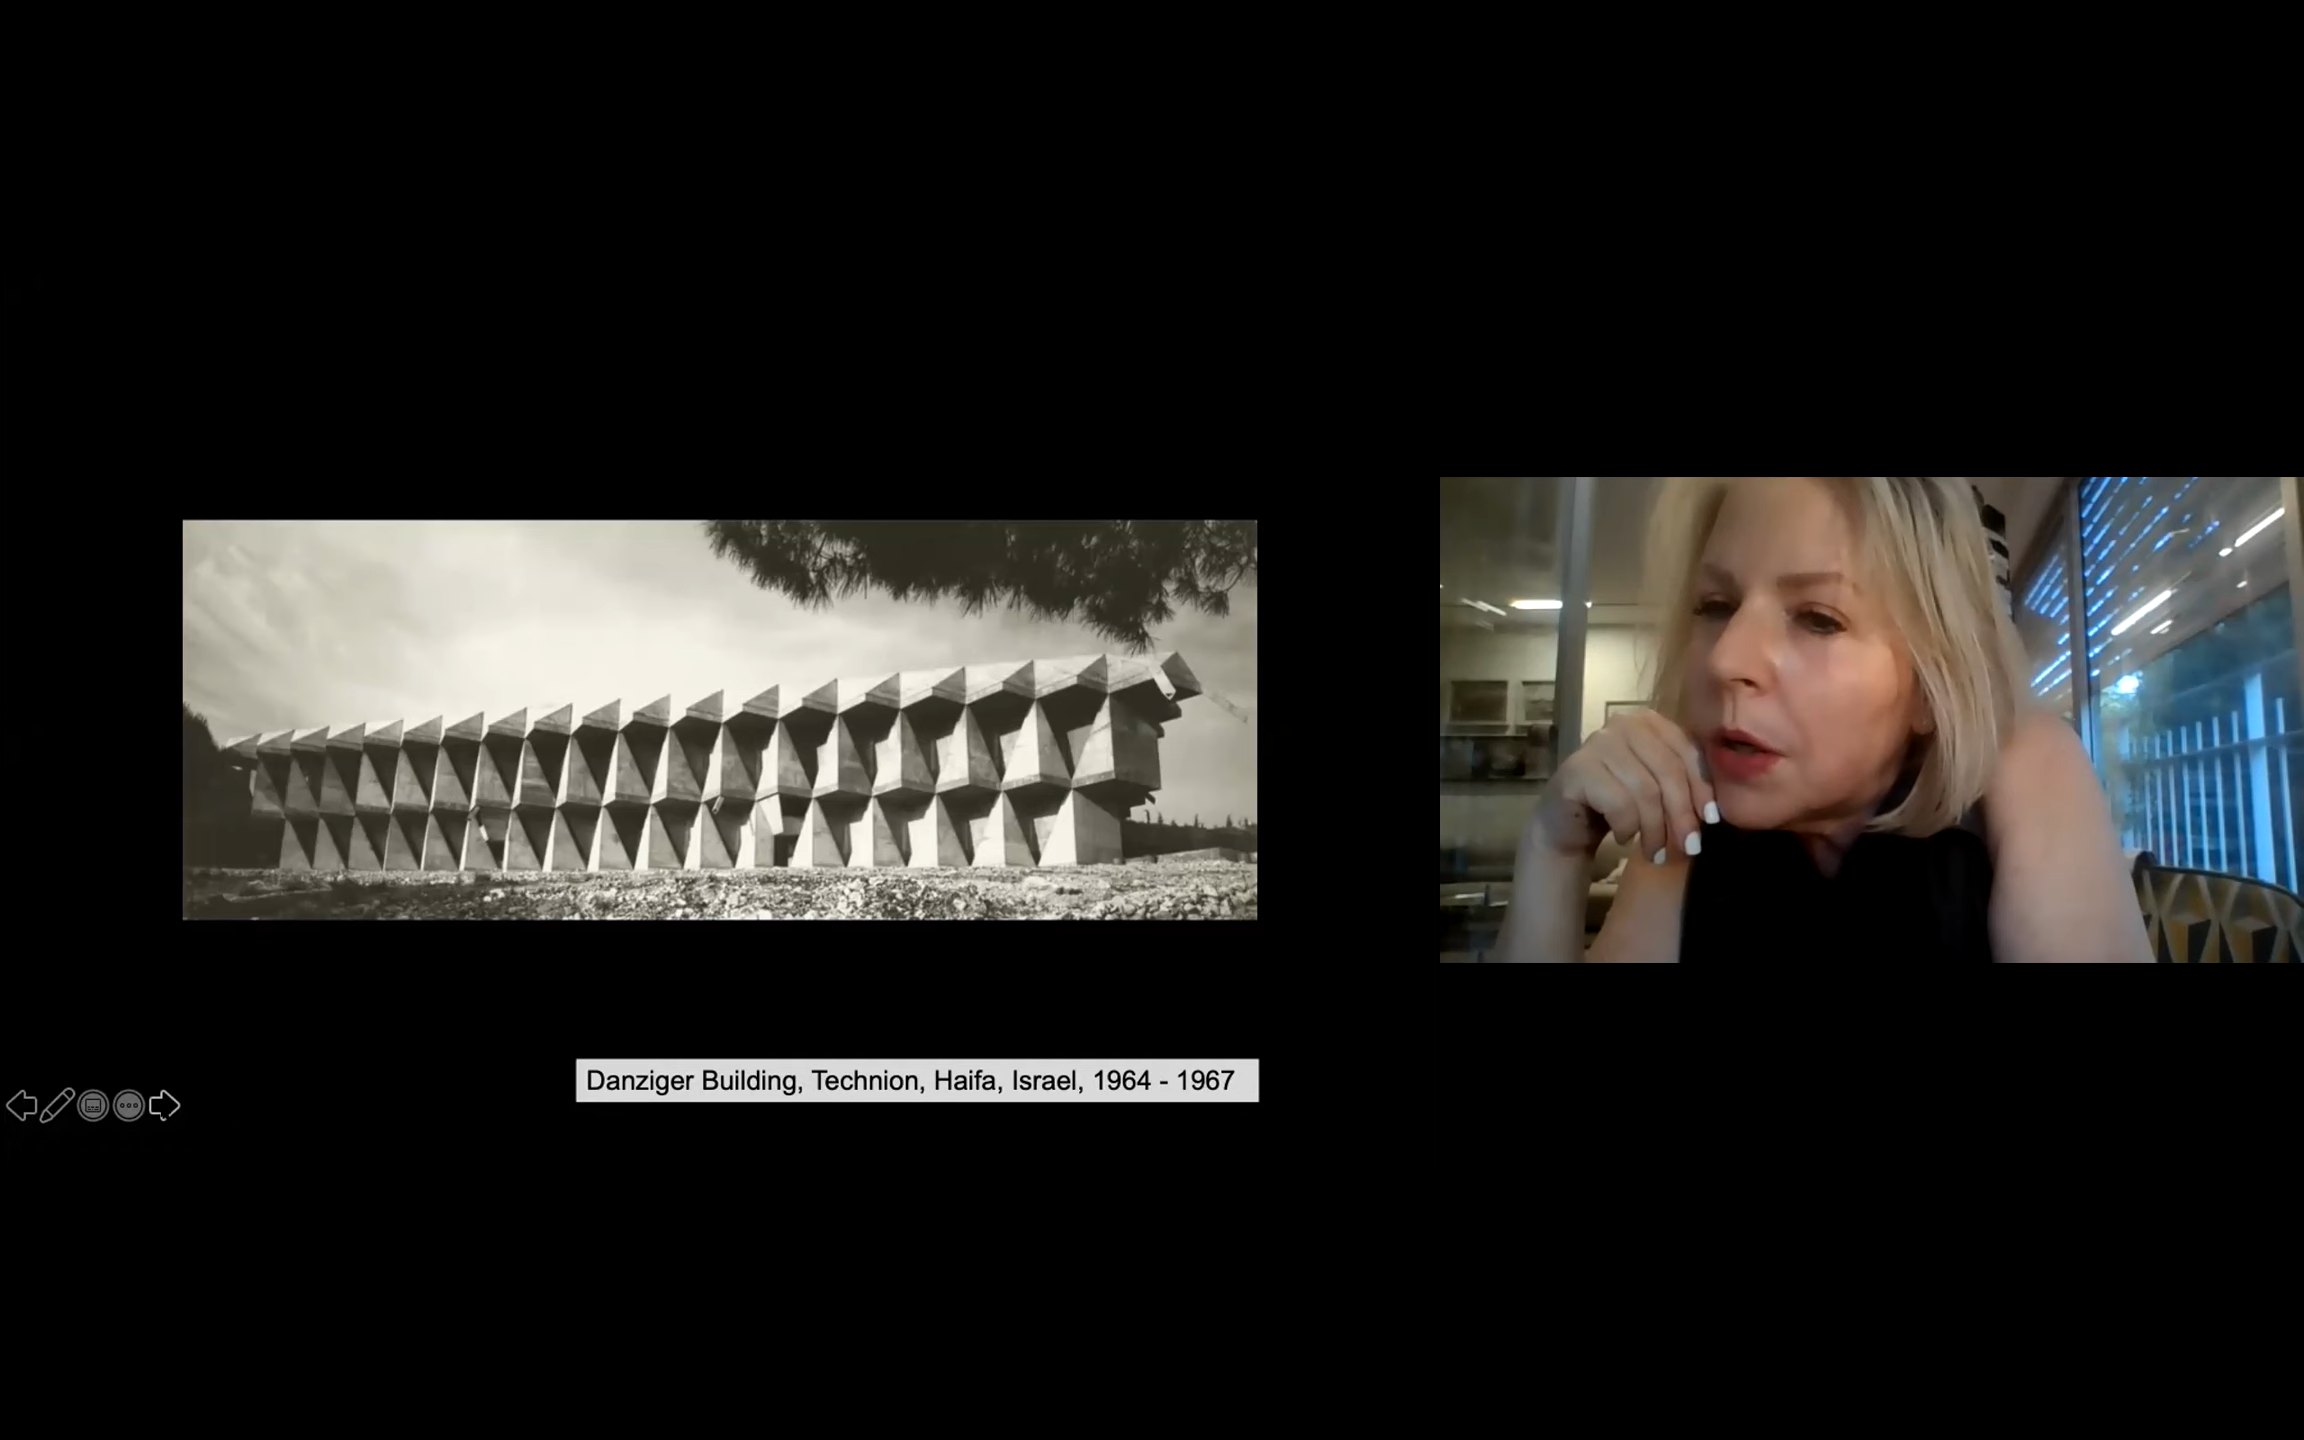 Danziger Building, Technion, Haifa, Israel, 1964 - 1967